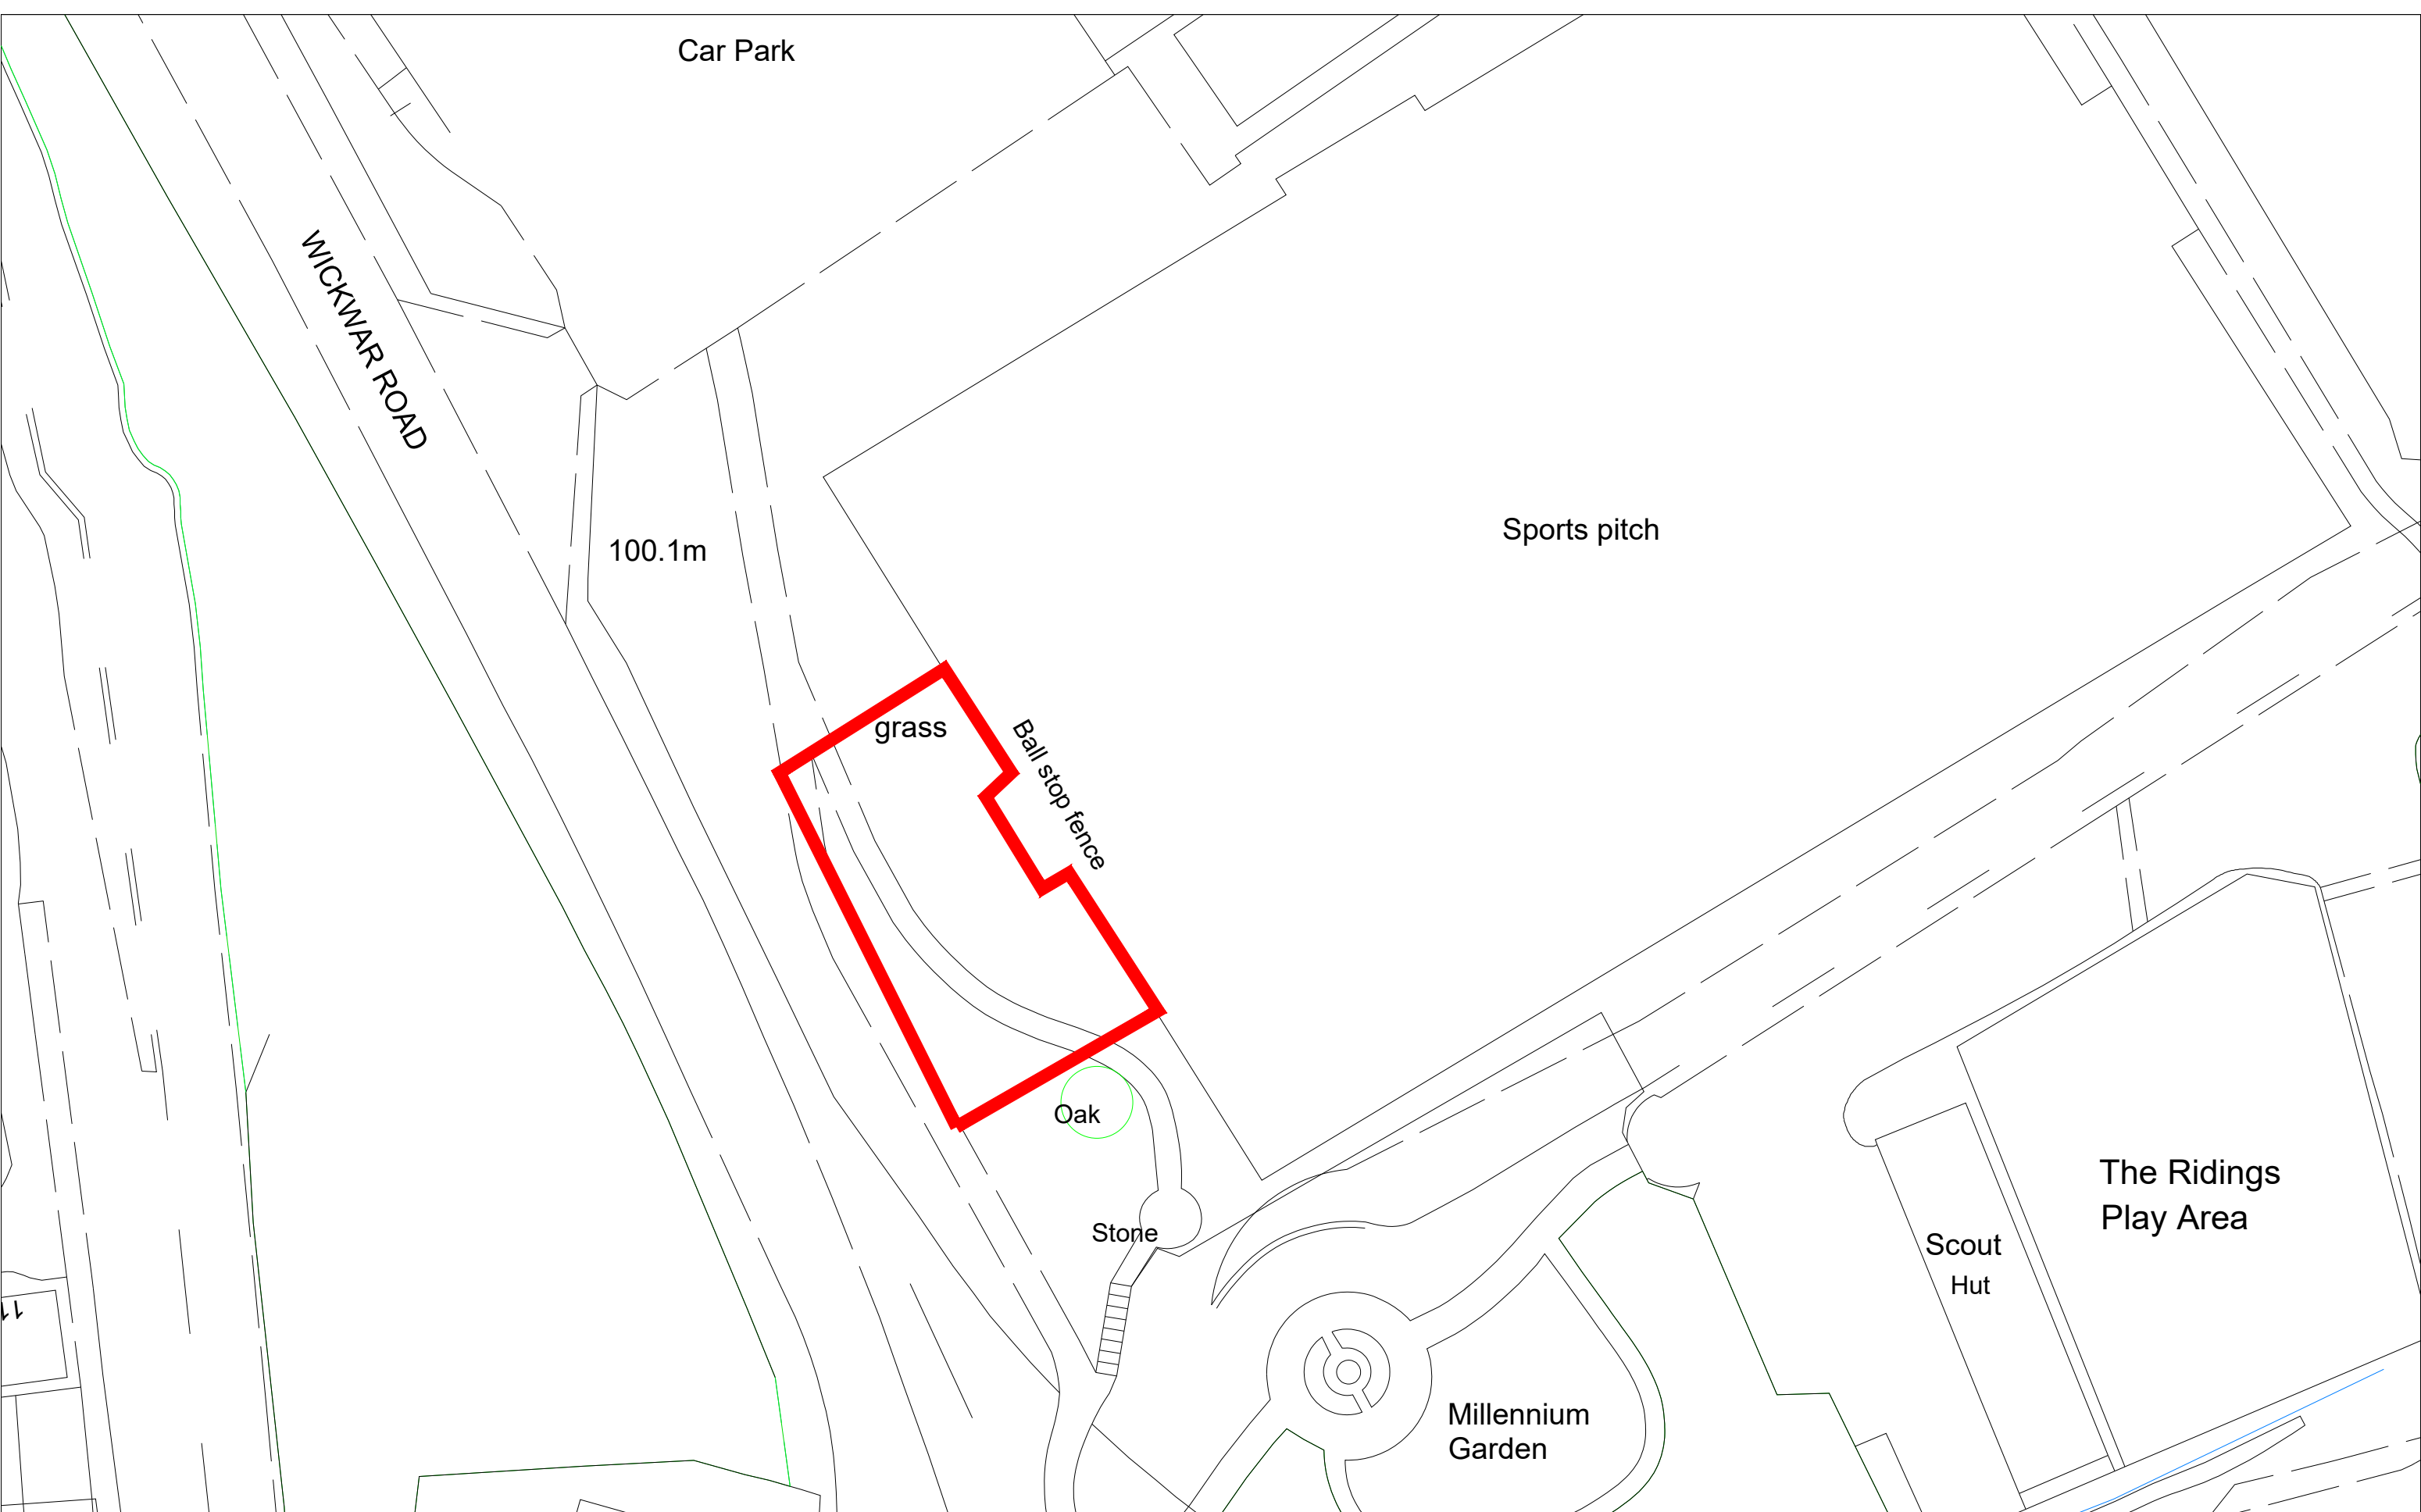 Car Park
WICKWAR ROAD
100.1m
Sports pitch
grass
Ball stop fence
Oak
Stone
The Ridings
Play Area
Scout
Hut
11
Millennium
Garden